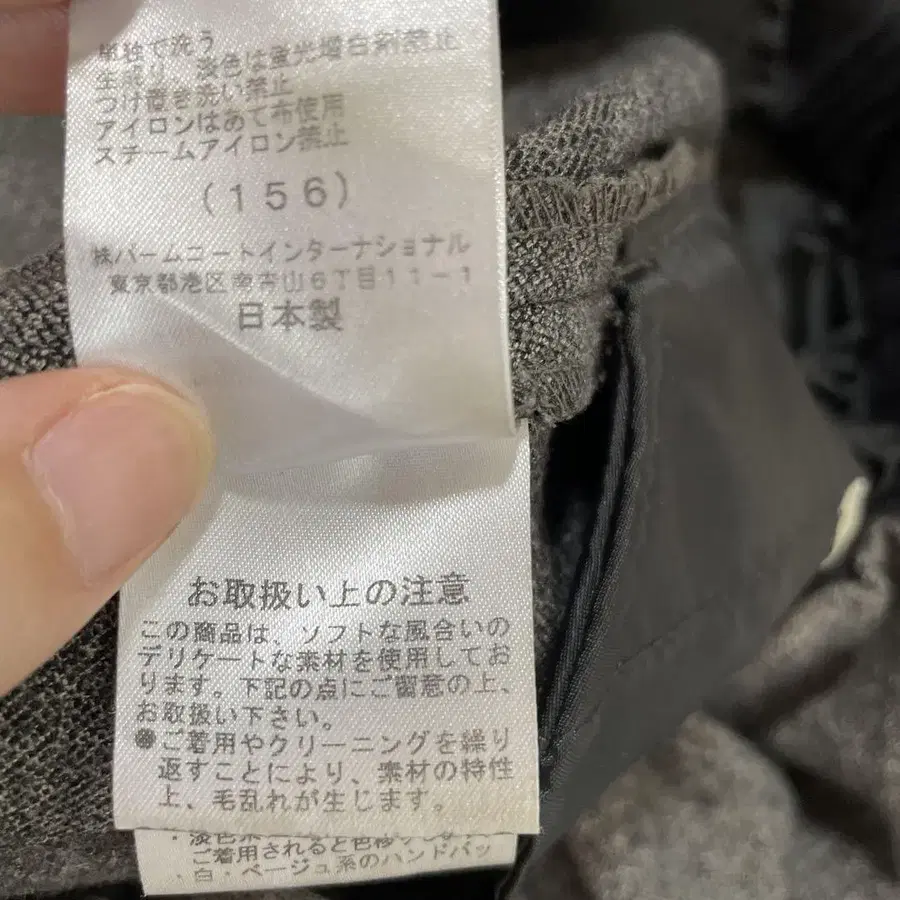 単独で洗う
生成り、淡色は蛍光増白剤禁止
つけ置き洗い禁止
アイロンはあて布使用
スチームアイロン禁止
(156)
㈱パームコートインターナショナル
東京都港区南青山6丁目11-1
日本製
お取扱い上の注意
この商品は、ソフトな風合いの
デリケートな素材を使用してお
ります。下記の点にご留意の上、
お取扱い下さい。
●ご着用やクリーニングを繰り
返すことにより、素材の特性
上、毛乱れが生じます。
・淡色系
ご着用されると色移り
・白・ベージュ系のハンドバッ